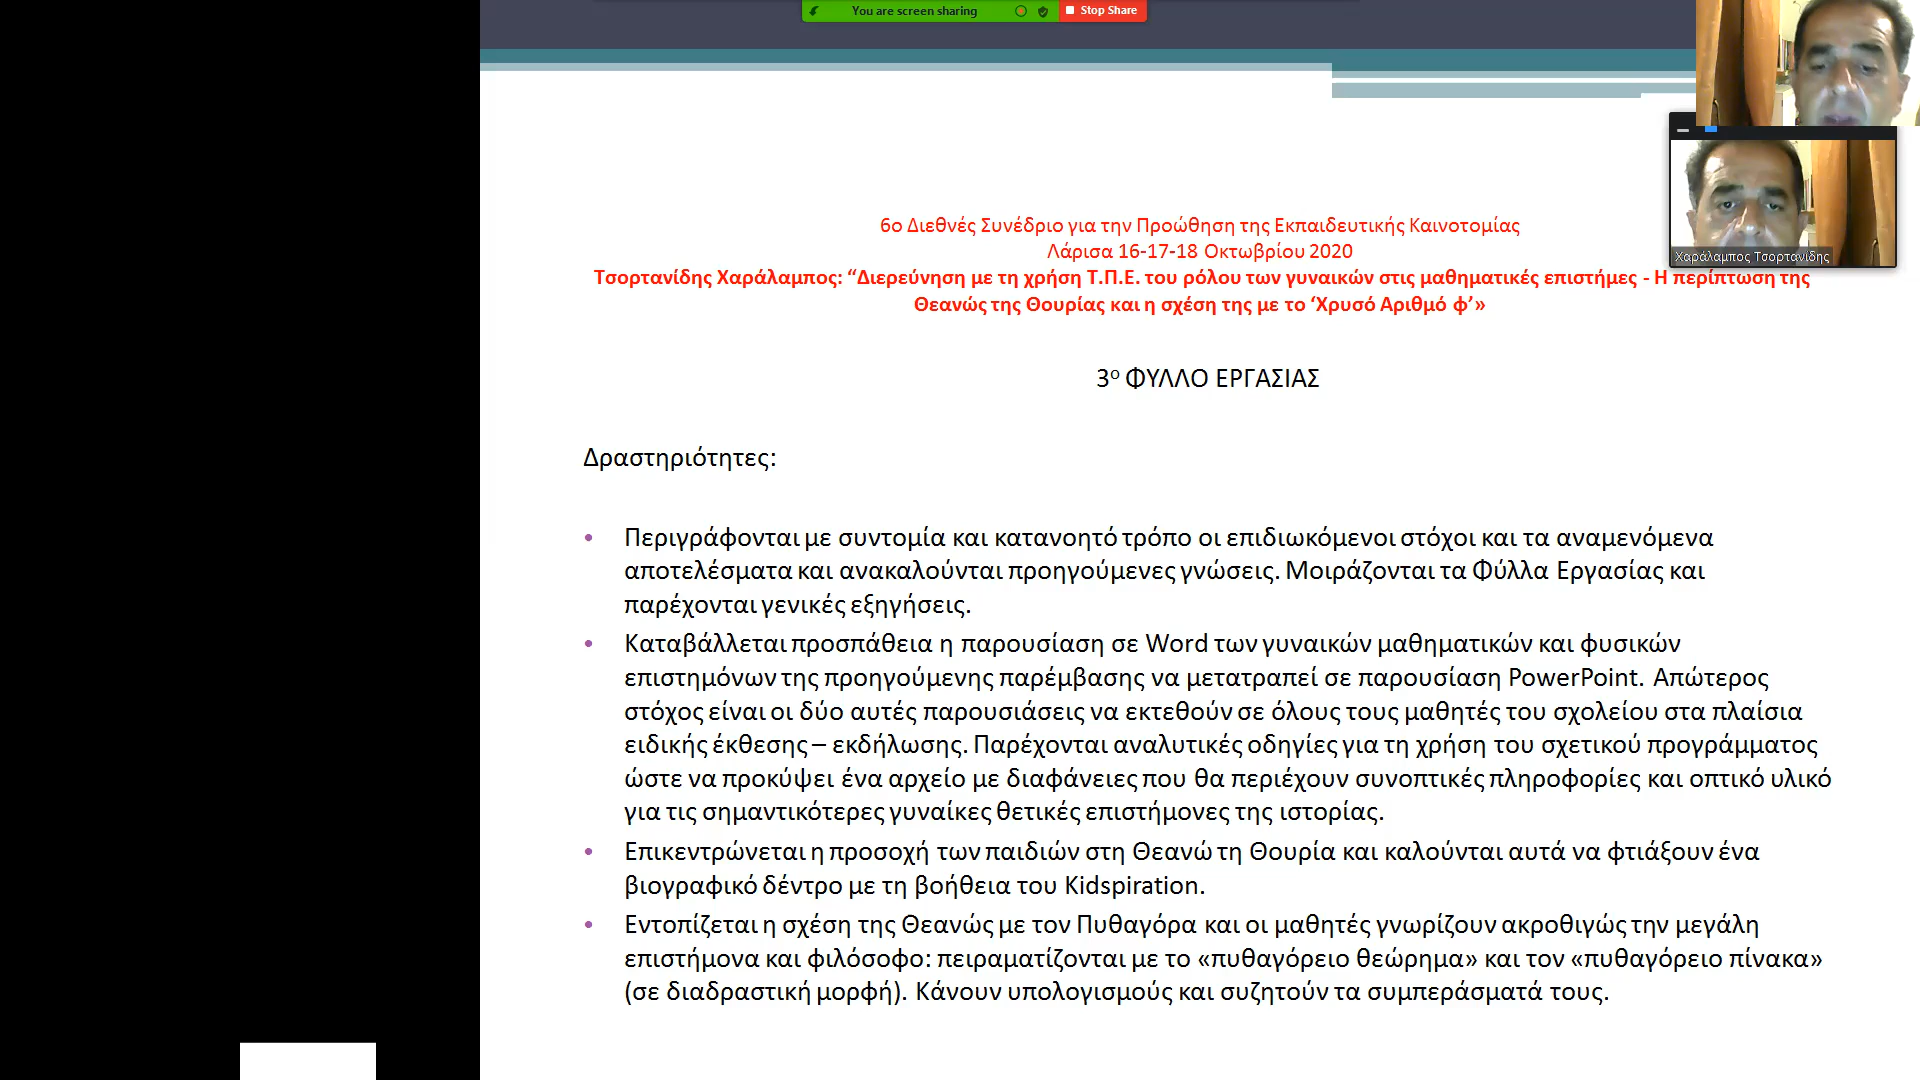 You are screen sharing
Stop Share
Χαράλαμπος Τσορτανίδης
6ο Διεθνές Συνέδριο για την Προώθηση της Εκπαιδευτικής Καινοτομίας
Λάρισα 16-17-18 Οκτωβρίου 2020
Τσορτανίδης Χαράλαμπος: “Διερεύνηση με τη χρήση Τ.Π.Ε. του ρόλου των γυναικών στις μαθηματικές επιστήμες - Η περίπτωση της
Θεανώς της Θουρίας και η σχέση της με το ‘Χρυσό Αριθμό φ’»
3ο ΦΥΛΛΟ ΕΡΓΑΣΙΑΣ
Δραστηριότητες:
• Περιγράφονται με συντομία και κατανοητό τρόπο οι επιδιωκόμενοι στόχοι και τα αναμενόμενα
αποτελέσματα και ανακαλούνται προηγούμενες γνώσεις. Μοιράζονται τα Φύλλα Εργασίας και
παρέχονται γενικές εξηγήσεις.
• Καταβάλλεται προσπάθεια η παρουσίαση σε Word των γυναικών μαθηματικών και φυσικών
επιστημόνων της προηγούμενης παρέμβασης να μετατραπεί σε παρουσίαση PowerPoint. Απώτερος
στόχος είναι οι δύο αυτές παρουσιάσεις να εκτεθούν σε όλους τους μαθητές του σχολείου στα πλαίσια
ειδικής έκθεσης – εκδήλωσης. Παρέχονται αναλυτικές οδηγίες για τη χρήση του σχετικού προγράμματος
ώστε να προκύψει ένα αρχείο με διαφάνειες που θα περιέχουν συνοπτικές πληροφορίες και οπτικό υλικό
για τις σημαντικότερες γυναίκες θετικές επιστήμονες της ιστορίας.
• Επικεντρώνεται η προσοχή των παιδιών στη Θεανώ τη Θουρία και καλούνται αυτά να φτιάξουν ένα
βιογραφικό δέντρο με τη βοήθεια του Kidspiration.
• Εντοπίζεται η σχέση της Θεανώς με τον Πυθαγόρα και οι μαθητές γνωρίζουν ακροθιγώς την μεγάλη
επιστήμονα και φιλόσοφο: πειραματίζονται με το «πυθαγόρειο θεώρημα» και τον «πυθαγόρειο πίνακα»
(σε διαδραστική μορφή). Κάνουν υπολογισμούς και συζητούν τα συμπεράσματά τους.